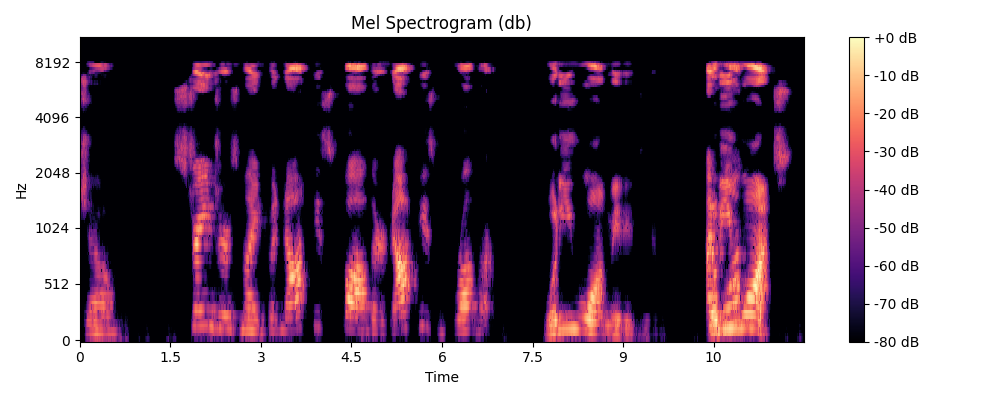 Mel Spectrogram (db)
8192
4096
2048
1024
512
0
Hz
0 1.5 3 4.5 6 7.5 9 10
Time
+0 dB
-10 dB
-20 dB
-30 dB
-40 dB
-50 dB
-60 dB
-70 dB
-80 dB